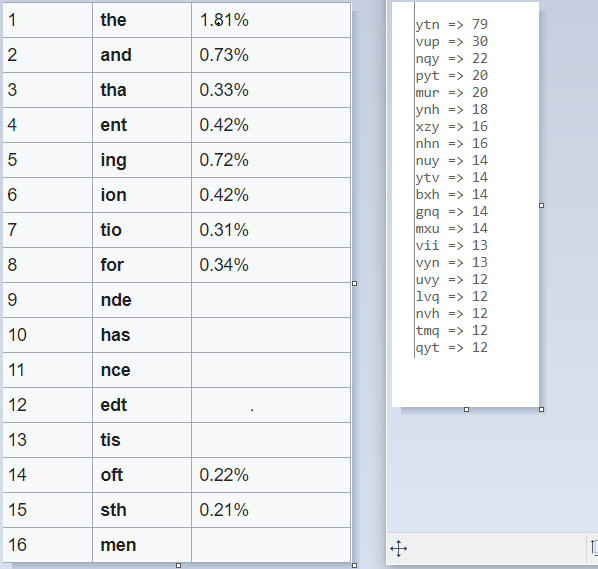 1 the 1.81%
2 and 0.73%
3 tha 0.33%
4 ent 0.42%
5 ing 0.72%
6 ion 0.42%
7 tio 0.31%
8 for 0.34%
9 nde
10 has
11 nce
12 edt
13 tis
14 oft 0.22%
15 sth 0.21%
16 men
ytn => 79
vup => 30
nqy => 22
pyt => 20
mur => 20
ynh => 18
xzy => 16
nhn => 16
nuy => 14
ytv => 14
bxh => 14
gnq => 14
mxu => 14
vii => 13
vyn => 13
uvy => 12
lvq => 12
nvh => 12
tmq => 12
qyt => 12